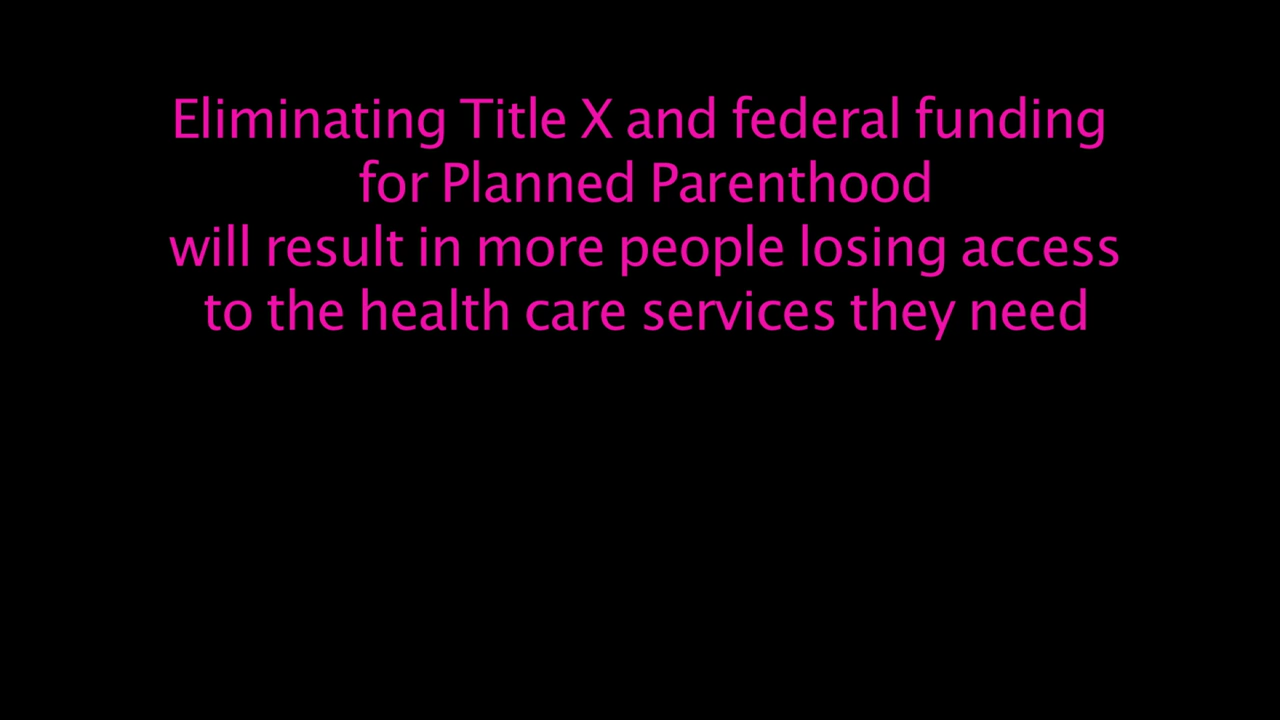 Eliminating Title X and federal funding
for Planned Parenthood
will result in more people losing access
to the health care services they need